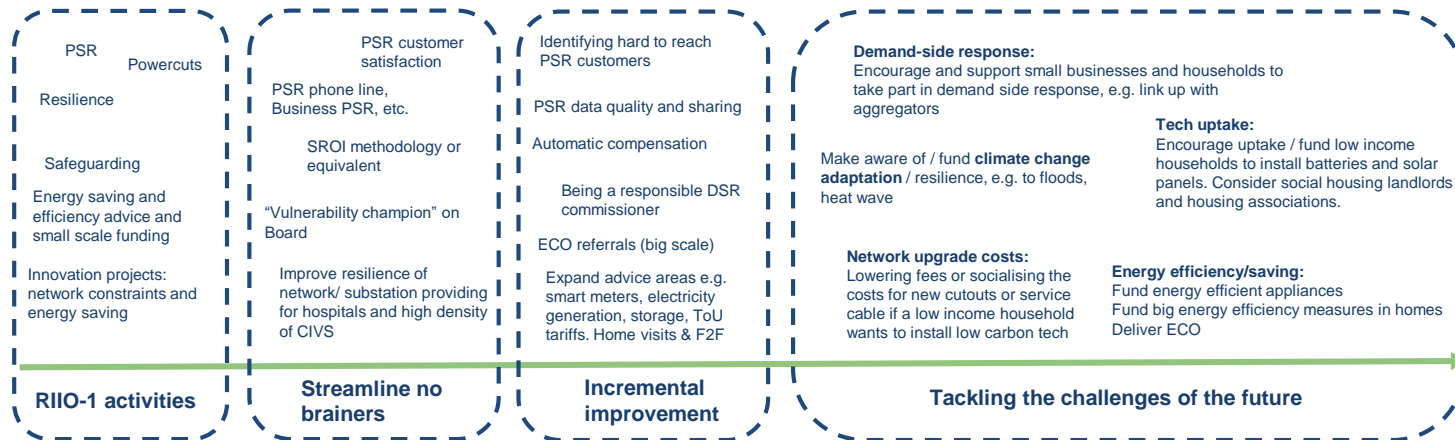 PSR
Powercuts
Resilience
Safeguarding
Energy saving and
efficiency advice and
small scale funding
Innovation projects:
network constraints and
energy saving
RIIO-1 activities
PSR customer
satisfaction
PSR phone line,
Business PSR, etc.
SROI methodology or
equivalent
“Vulnerability champion” on
Board
Improve resilience of
network/ substation providing
for hospitals and high density
of CIVS
Streamline no
brainers
Identifying hard to reach
PSR customers
PSR data quality and sharing
Automatic compensation
Being a responsible DSR
commissioner
ECO referrals (big scale)
Expand advice areas e.g.
smart meters, electricity
generation, storage, ToU
tariffs. Home visits & F2F
Incremental
improvement
Demand-side response:
Encourage and support small businesses and households to
take part in demand side response, e.g. link up with
aggregators
Tech uptake:
Encourage uptake / fund low income
households to install batteries and solar
panels. Consider social housing landlords
and housing associations.
Make aware of / fund climate change
adaptation / resilience, e.g. to floods,
heat wave
Network upgrade costs:
Lowering fees or socialising the
costs for new cutouts or service
cable if a low income household
wants to install low carbon tech
Energy efficiency/saving:
Fund energy efficient appliances
Fund big energy efficiency measures in homes
Deliver ECO
Tackling the challenges of the future